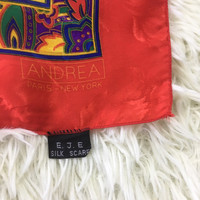 ANDREA
PARIS - NEW YORK
E. J. E
SILK SCARF